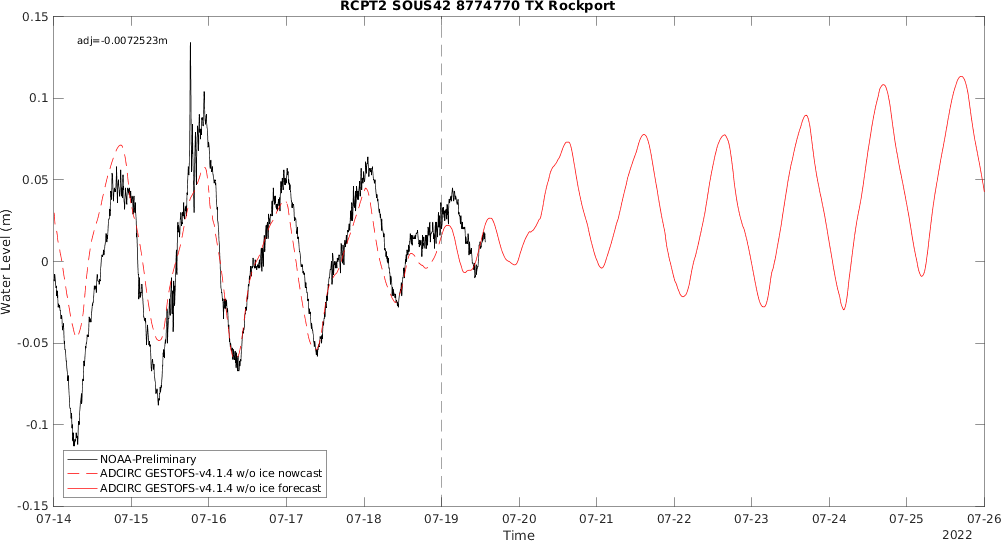 RCPT2 SOUS42 8774770 TX Rockport
adj=-0.0072523m
0.15
0.1
0.05
0
-0.05
-0.1
-0.15
Water Level (m)
NOAA-Preliminary
ADCIRC GESTOFS-v4.1.4 w/o ice nowcast
ADCIRC GESTOFS-v4.1.4 w/o ice forecast
07-14 07-15 07-16 07-17 07-18 07-19 07-20 07-21 07-22 07-23 07-24 07-25 07-26
Time
2022